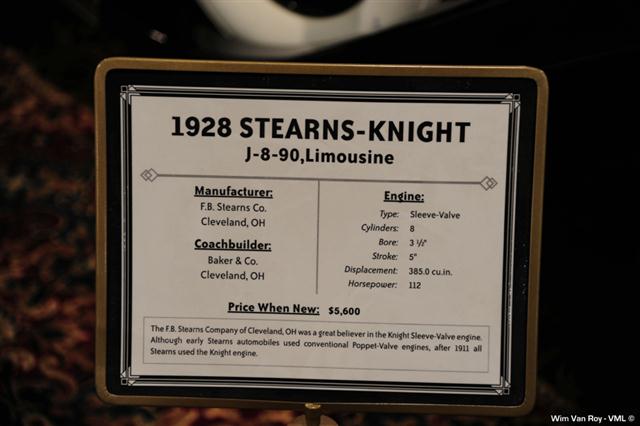 1928 STEARNS-KNIGHT
J-8-90,Limousine
Manufacturer:
F.B. Stearns Co.
Cleveland, OH
Coachbuilder:
Baker & Co.
Cleveland, OH
Engine:
Type: Sleeve-Valve
Cylinders: 8
Bore: 3 ½"
Stroke: 5"
Displacement: 385.0 cu.in.
Horsepower: 112
Price When New: $5,600
The F.B. Stearns Company of Cleveland, OH was a great believer in the Knight Sleeve-Valve engine.
Although early Stearns automobiles used conventional Poppet-Valve engines, after 1911 all
Stearns used the Knight engine.
Wim Van Roy - VML ©